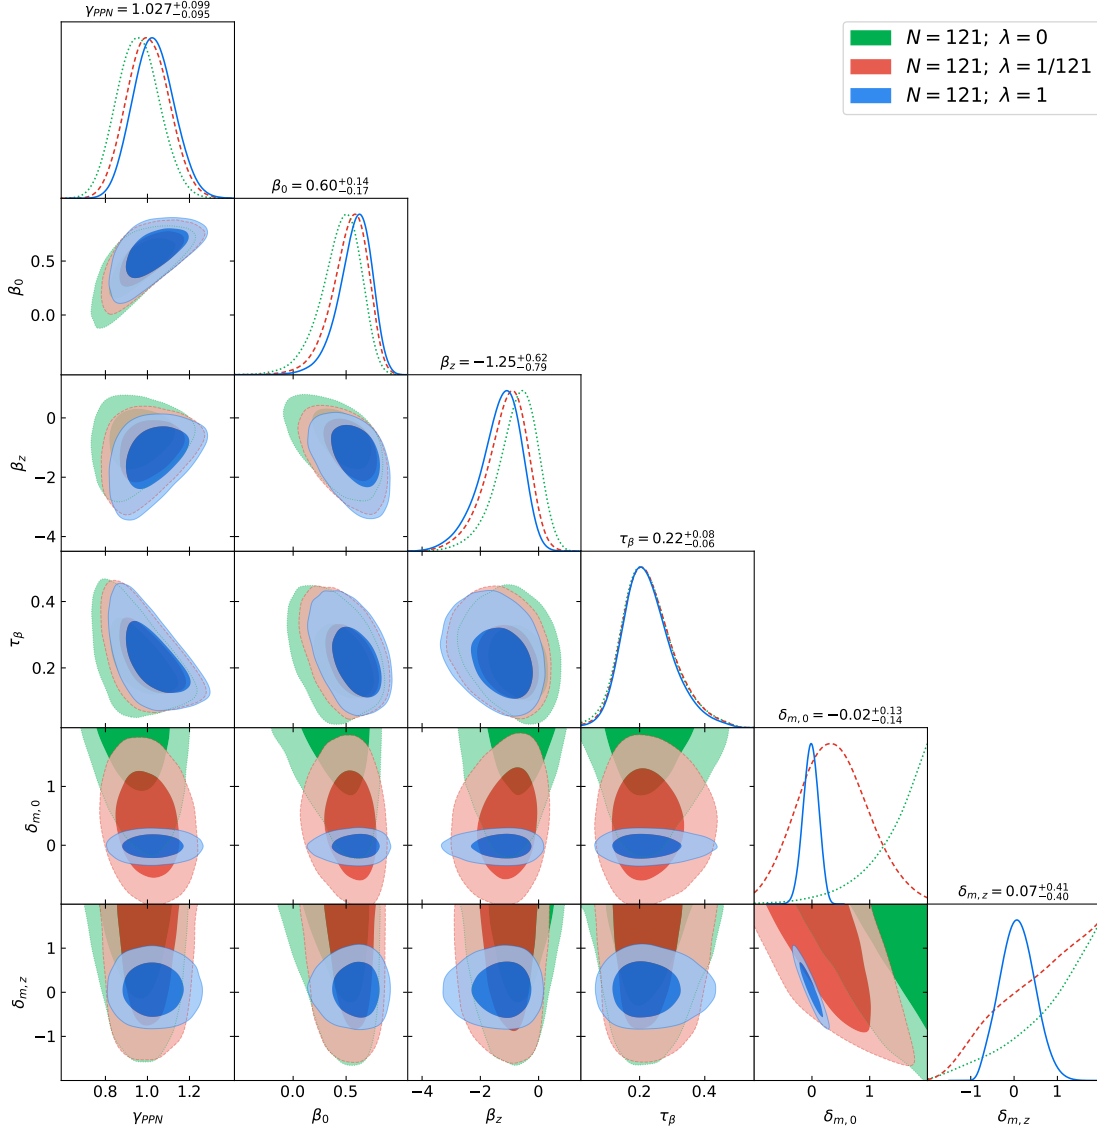 γ_PPN = 1.027^{+0.099}_{−0.095}
N = 121; λ = 0
N = 121; λ = 1/121
N = 121; λ = 1
β_0 = 0.60^{+0.14}_{−0.17}
0.5
0.0
β_0
β_z = −1.25^{+0.62}_{−0.79}
0
−2
−4
β_z
τ_β = 0.22^{+0.08}_{−0.06}
0.4
0.2
τ_β
δ_{m,0} = −0.02^{+0.13}_{−0.14}
1
0
δ_{m,0}
δ_{m,z} = 0.07^{+0.41}_{−0.40}
1
0
−1
δ_{m,z}
0.8 1.0 1.2 0.0 0.5 −4 −2 0 0.2 0.4 0 1 −1 0 1
γ_PPN β_0 β_z τ_β δ_{m,0} δ_{m,z}